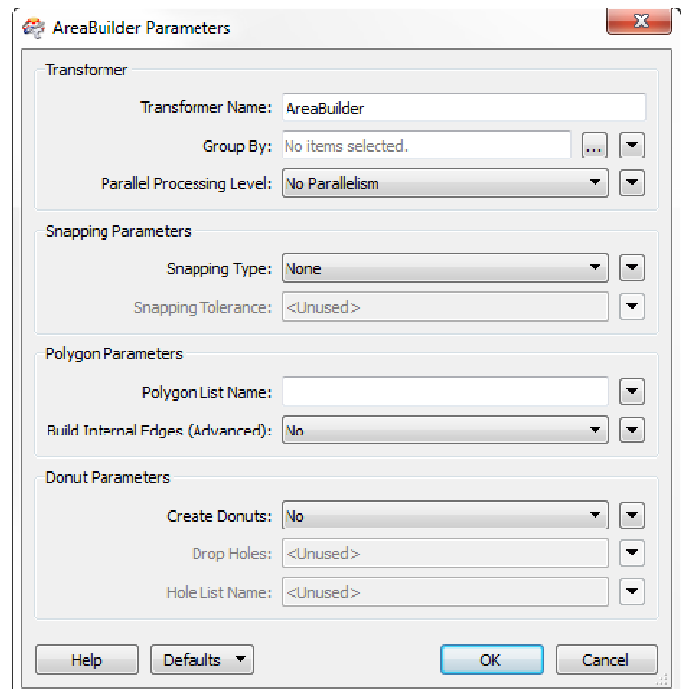 AreaBuilder Parameters
Transformer
Transformer Name: AreaBuilder
Group By: No items selected. ...
Parallel Processing Level: No Parallelism
Snapping Parameters
Snapping Type: None
Snapping Tolerance: <Unused>
Polygon Parameters
Polygon List Name:
Build Internal Edges (Advanced): No
Donut Parameters
Create Donuts: No
Drop Holes: <Unused>
Hole List Name: <Unused>
Help Defaults OK Cancel